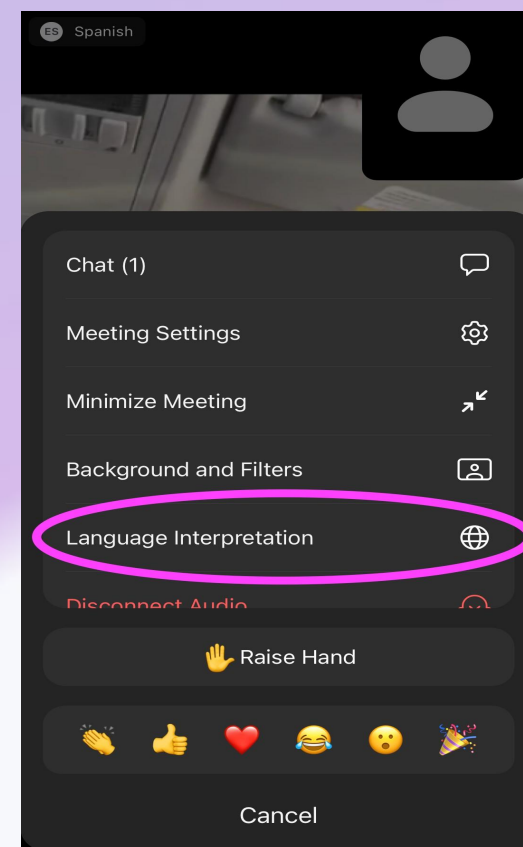 ES Spanish
Chat (1)
Meeting Settings
Minimize Meeting
Background and Filters
Language Interpretation
Disconnect Audio
Raise Hand
Cancel